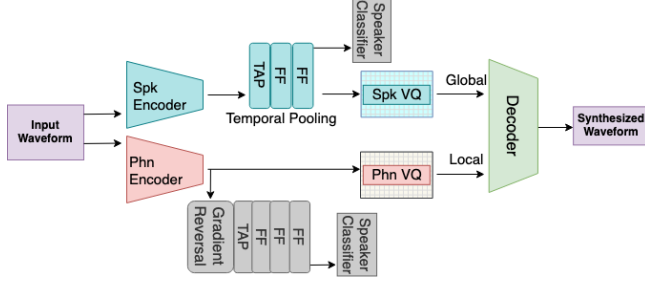 Speaker
Classifier
Spk
Encoder
TAP
FF
FF
Temporal Pooling
Spk VQ
Global
Input
Waveform
Decoder
Synthesized
Waveform
Phn
Encoder
Phn VQ
Local
Gradient
Reversal
TAP
FF
FF
FF
Speaker
Classifier